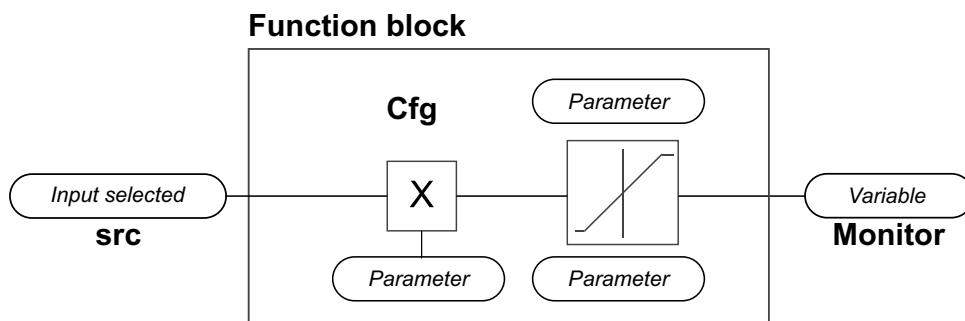 Function block
Cfg
Parameter
Input selected
X
Variable
src
Monitor
Parameter
Parameter